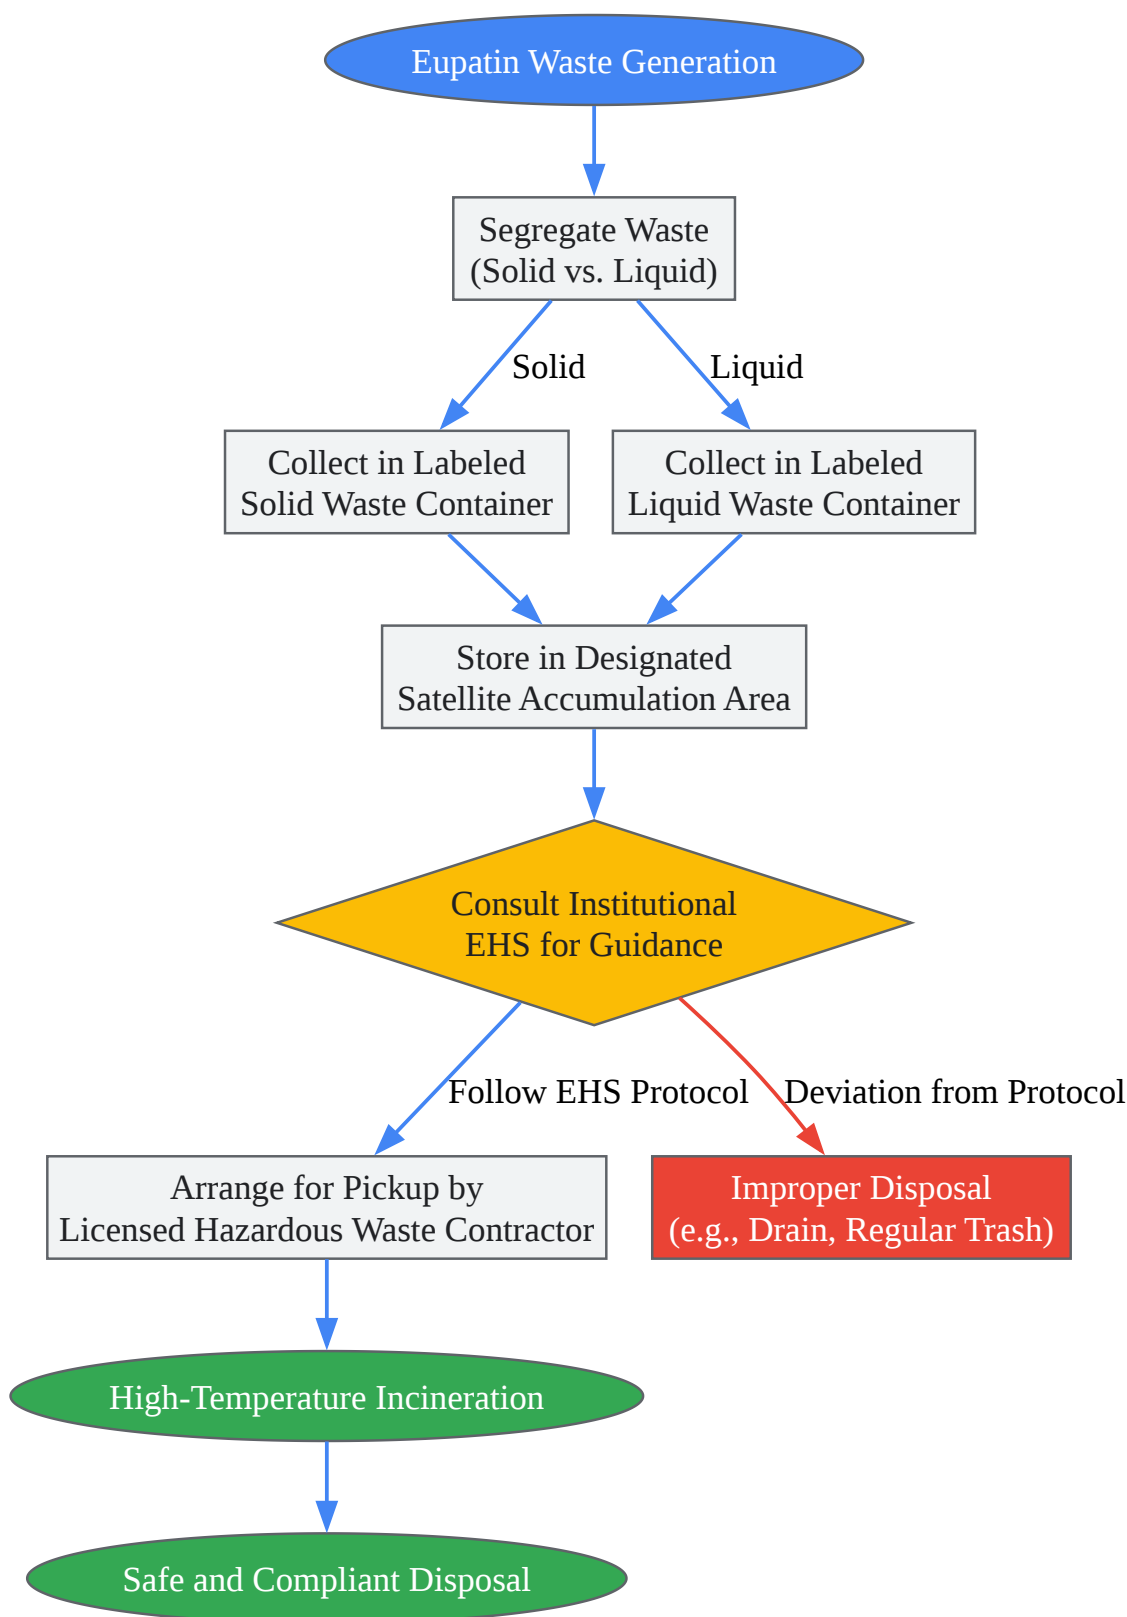 Eupatin Waste Generation
Segregate Waste
(Solid vs. Liquid)
Solid
Liquid
Collect in Labeled
Solid Waste Container
Collect in Labeled
Liquid Waste Container
Store in Designated
Satellite Accumulation Area
Consult Institutional
EHS for Guidance
Follow EHS Protocol
Deviation from Protocol
Arrange for Pickup by
Licensed Hazardous Waste Contractor
Improper Disposal
(e.g., Drain, Regular Trash)
High-Temperature Incineration
Safe and Compliant Disposal